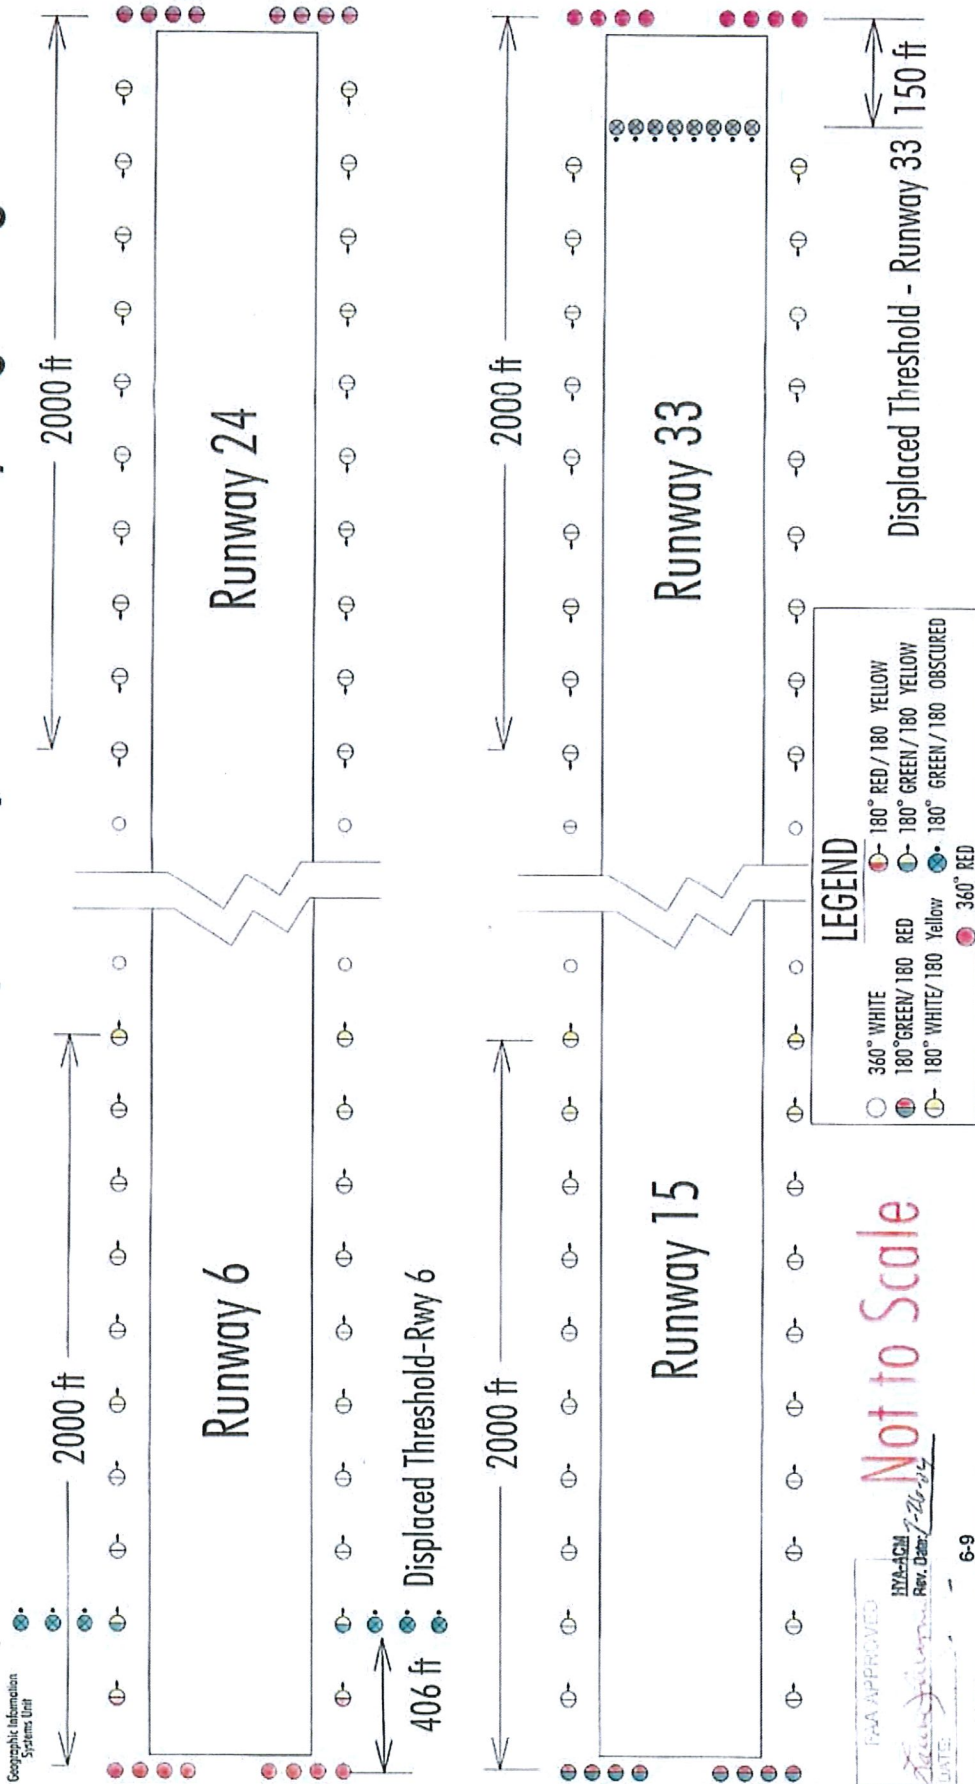 Geographic Information
Systems Unit
2000 ft
2000 ft
Runway 6
Runway 24
406 ft
Displaced Threshold-Rwy 6
2000 ft
2000 ft
Runway 15
Runway 33
Displaced Threshold - Runway 33
150 ft
LEGEND
360° WHITE
180°GREEN/180 RED
180° WHITE/180 Yellow
180° RED/180 YELLOW
180° GREEN/180 YELLOW
180° GREEN/180 OBSCURED
360° RED
Not to Scale
FAA APPROVED
DATE:
HYA-ACM
Rev. Date:
6-9